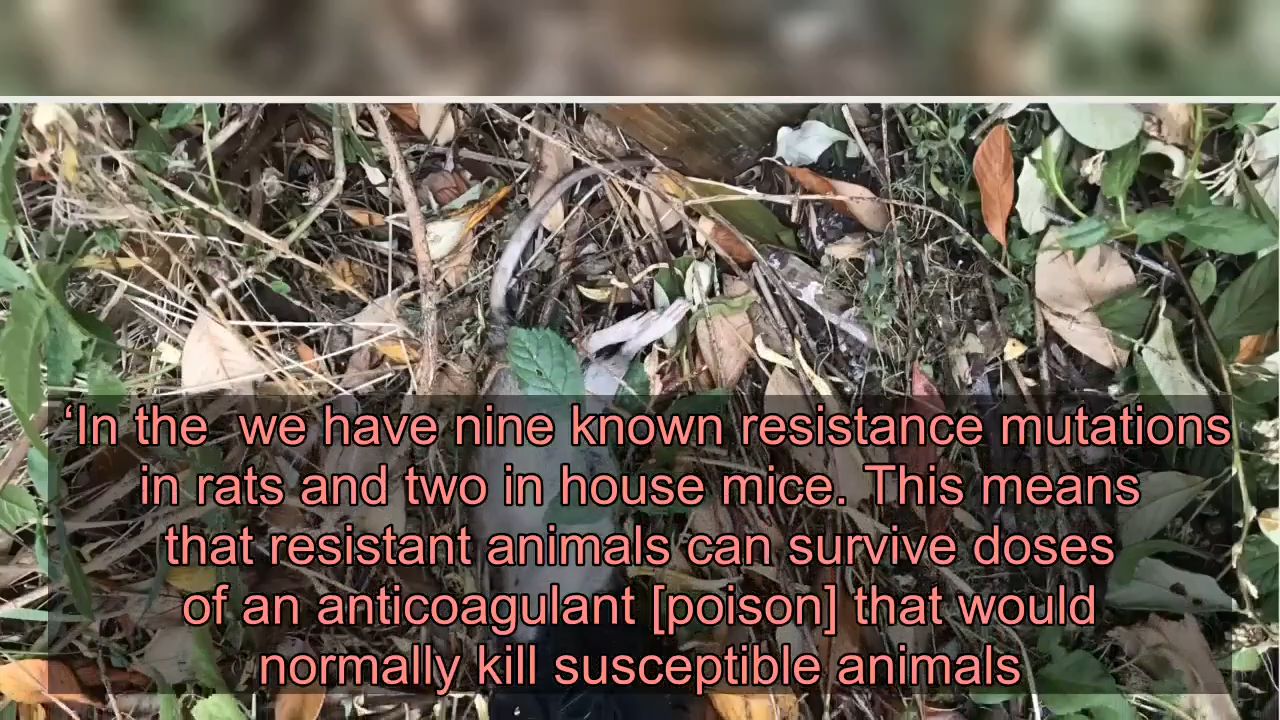 ‘In the  we have nine known resistance mutations
in rats and two in house mice. This means
that resistant animals can survive doses
of an anticoagulant [poison] that would
normally kill susceptible animals